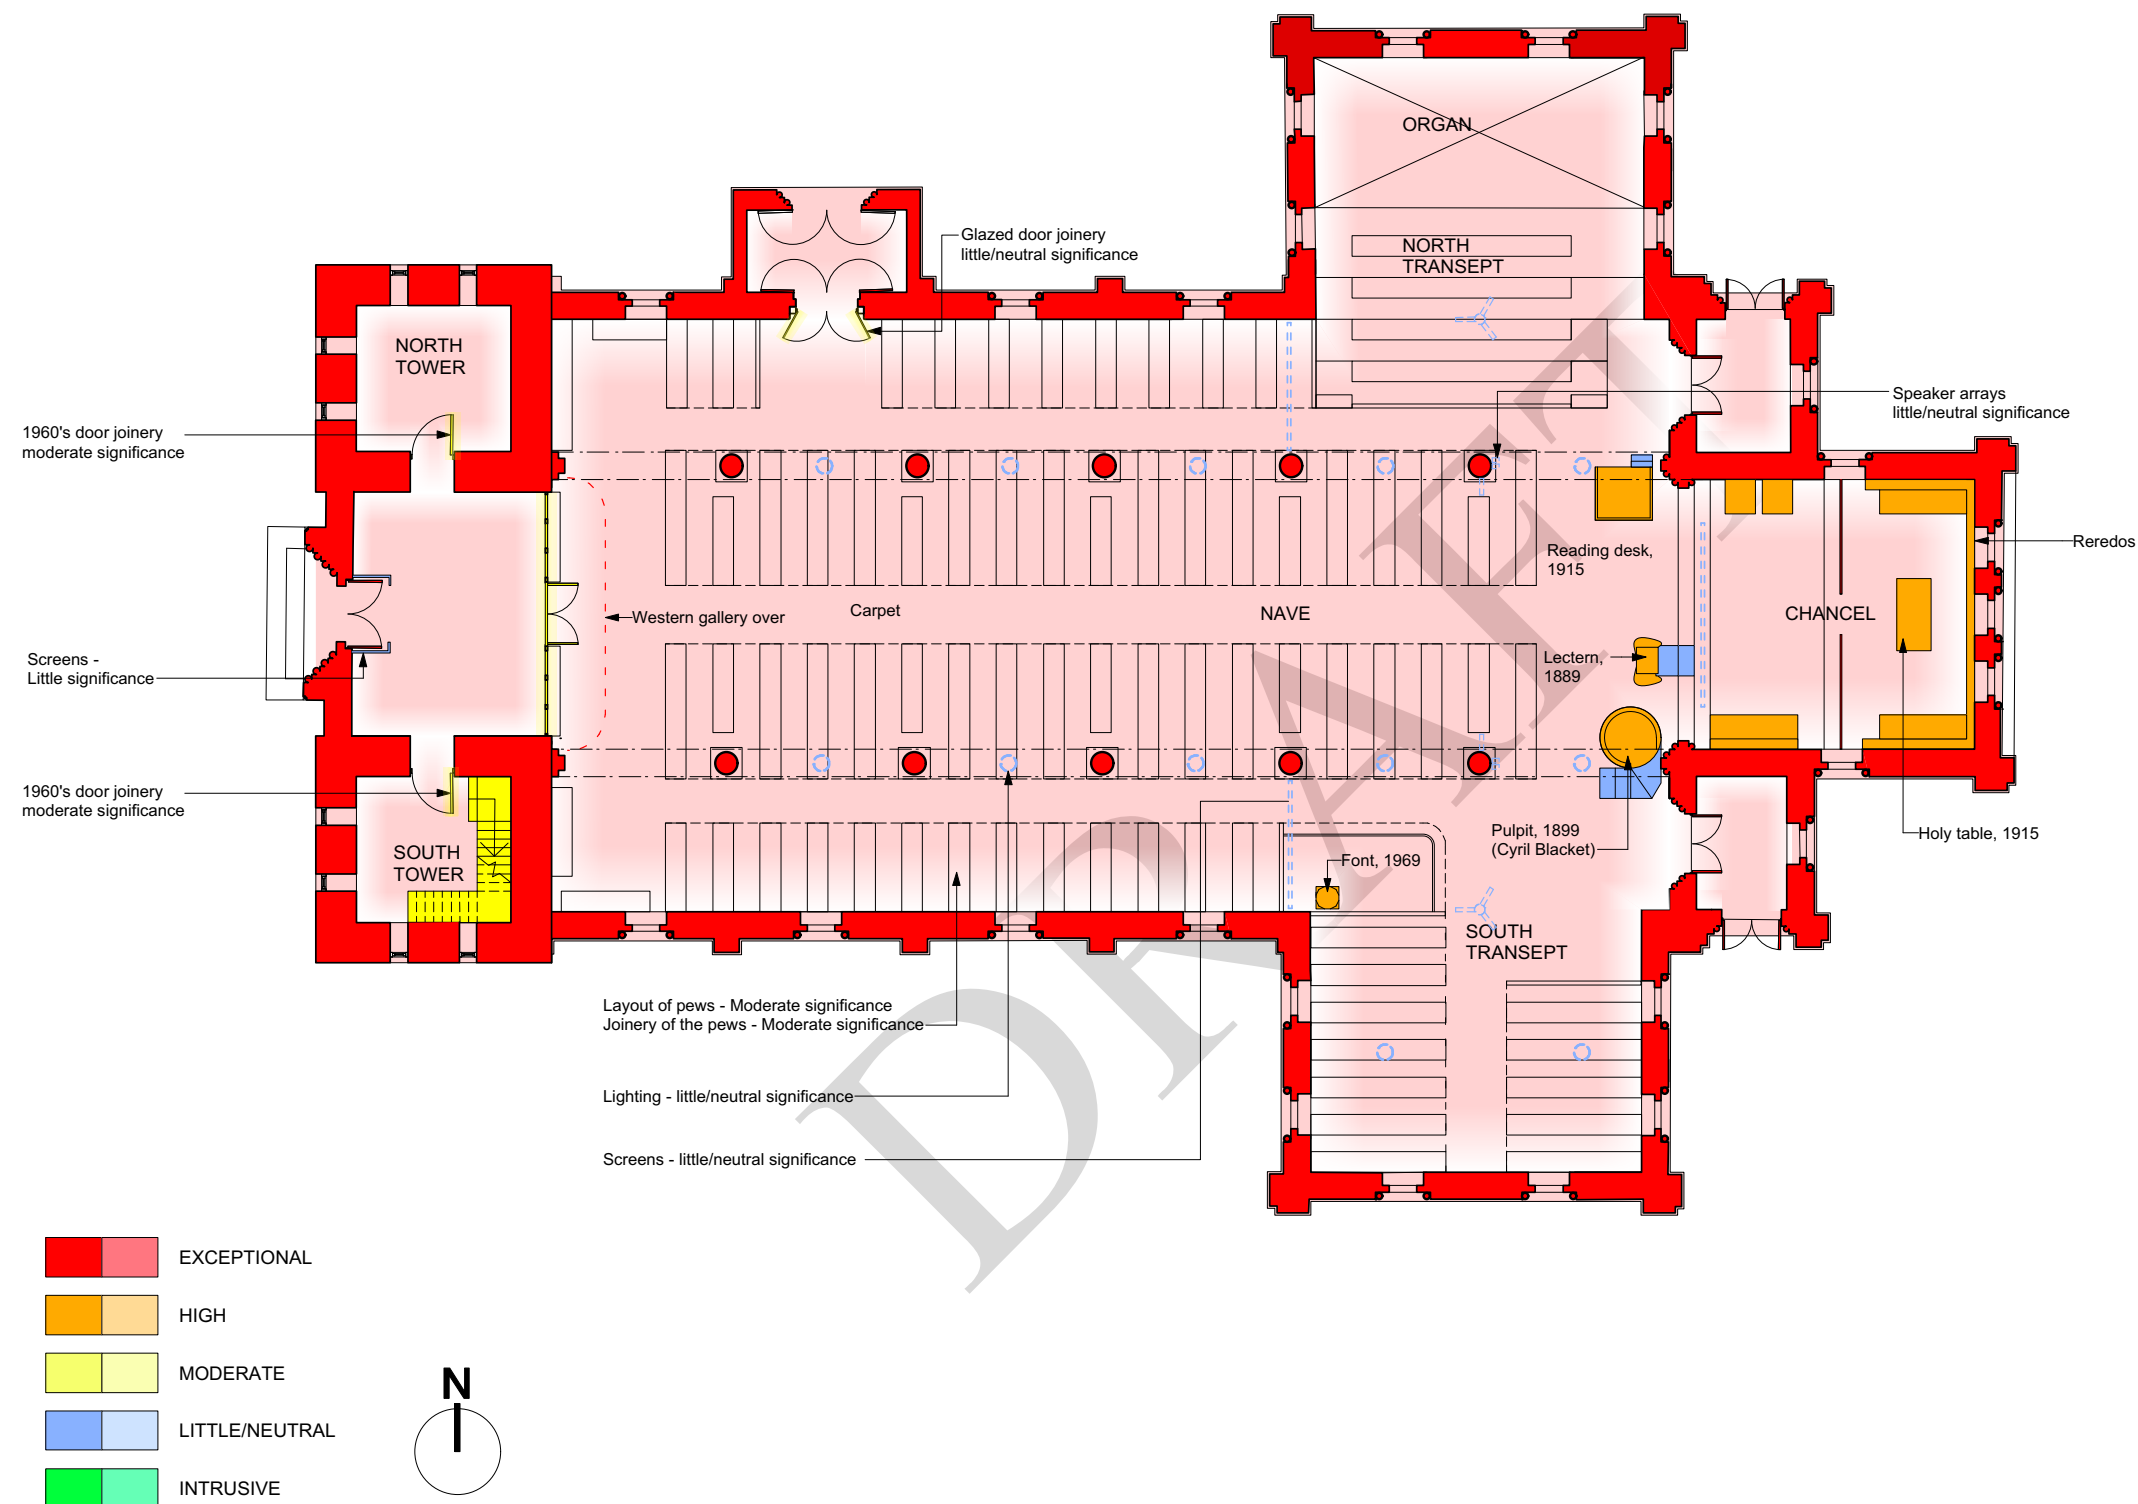 ORGAN
Glazed door joinery
little/neutral significance
NORTH
TRANSEPT
NORTH
TOWER
Speaker arrays
little/neutral significance
1960's door joinery
moderate significance
Reading desk,
1915
Reredos
Western gallery over
Carpet
NAVE
CHANCEL
Screens -
Little significance
Lectern,
1889
1960's door joinery
moderate significance
SOUTH
TOWER
Pulpit, 1899
(Cyril Blacket)
Holy table, 1915
Font, 1969
SOUTH
TRANSEPT
Layout of pews - Moderate significance
Joinery of the pews - Moderate significance
Lighting - little/neutral significance
Screens - little/neutral significance
DRAFT
EXCEPTIONAL
HIGH
MODERATE
LITTLE/NEUTRAL
INTRUSIVE
N